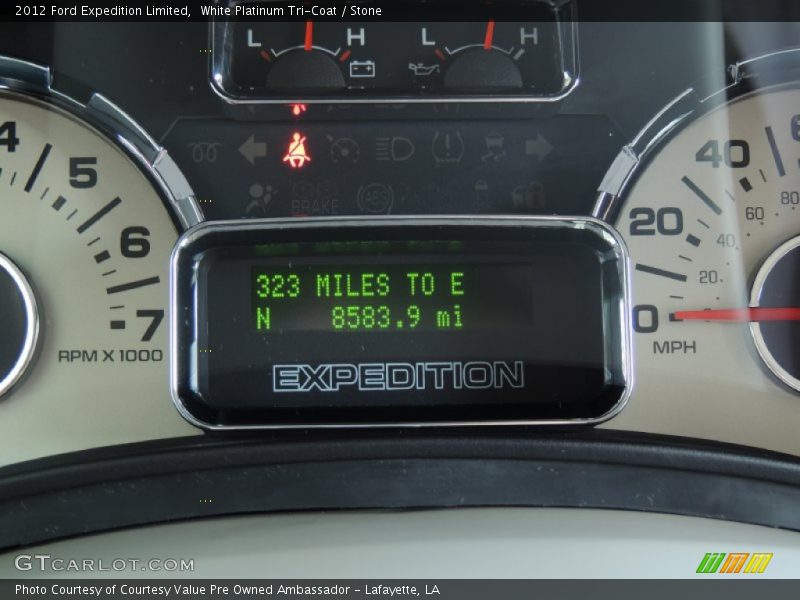 2012 Ford Expedition Limited,  White Platinum Tri-Coat / Stone
L H L H
4 5 6 7
RPM X 1000
BRAKE
ABS
323 MILES TO E
N 8583.9 mi
EXPEDITION
0 20 40 6
20 40 60 80
MPH
GTCARLOT.COM
Photo Courtesy of Courtesy Value Pre Owned Ambassador - Lafayette, LA